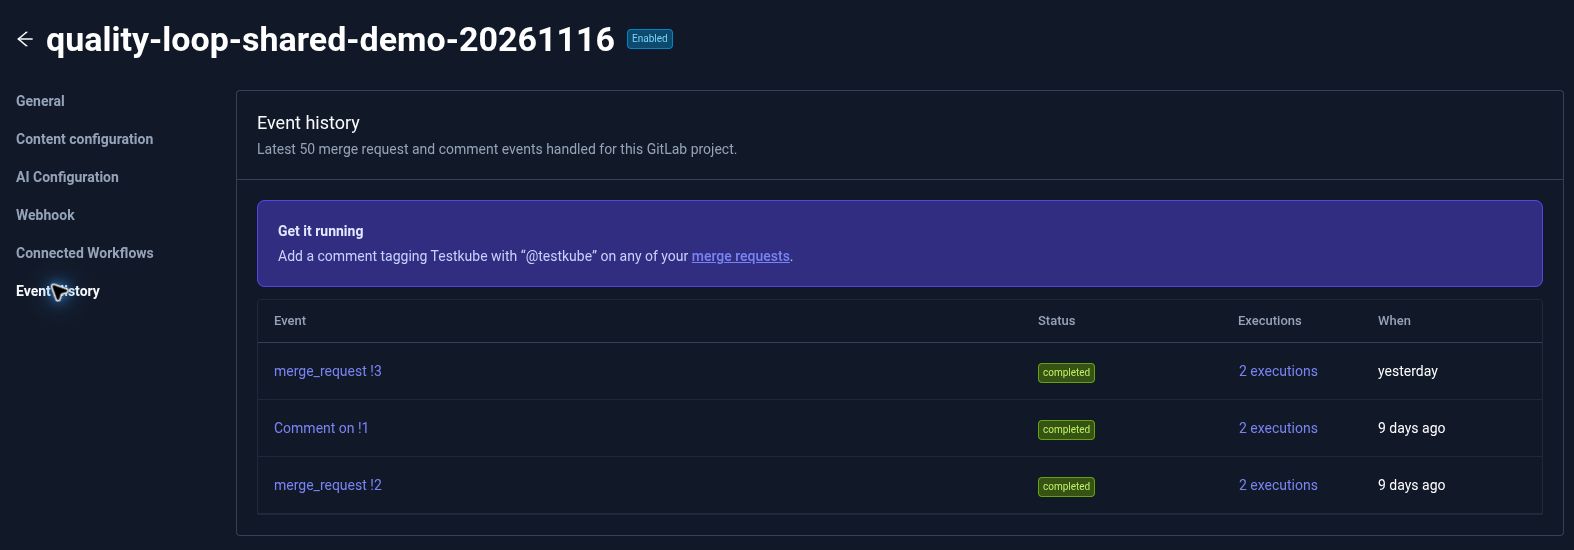 quality-loop-shared-demo-20261116 Enabled
General
Content configuration
AI Configuration
Webhook
Connected Workflows
Event History
Event history
Latest 50 merge request and comment events handled for this GitLab project.
Get it running
Add a comment tagging Testkube with “@testkube” on any of your merge requests.
Event Status Executions When
merge_request !3 completed 2 executions yesterday
Comment on !1 completed 2 executions 9 days ago
merge_request !2 completed 2 executions 9 days ago